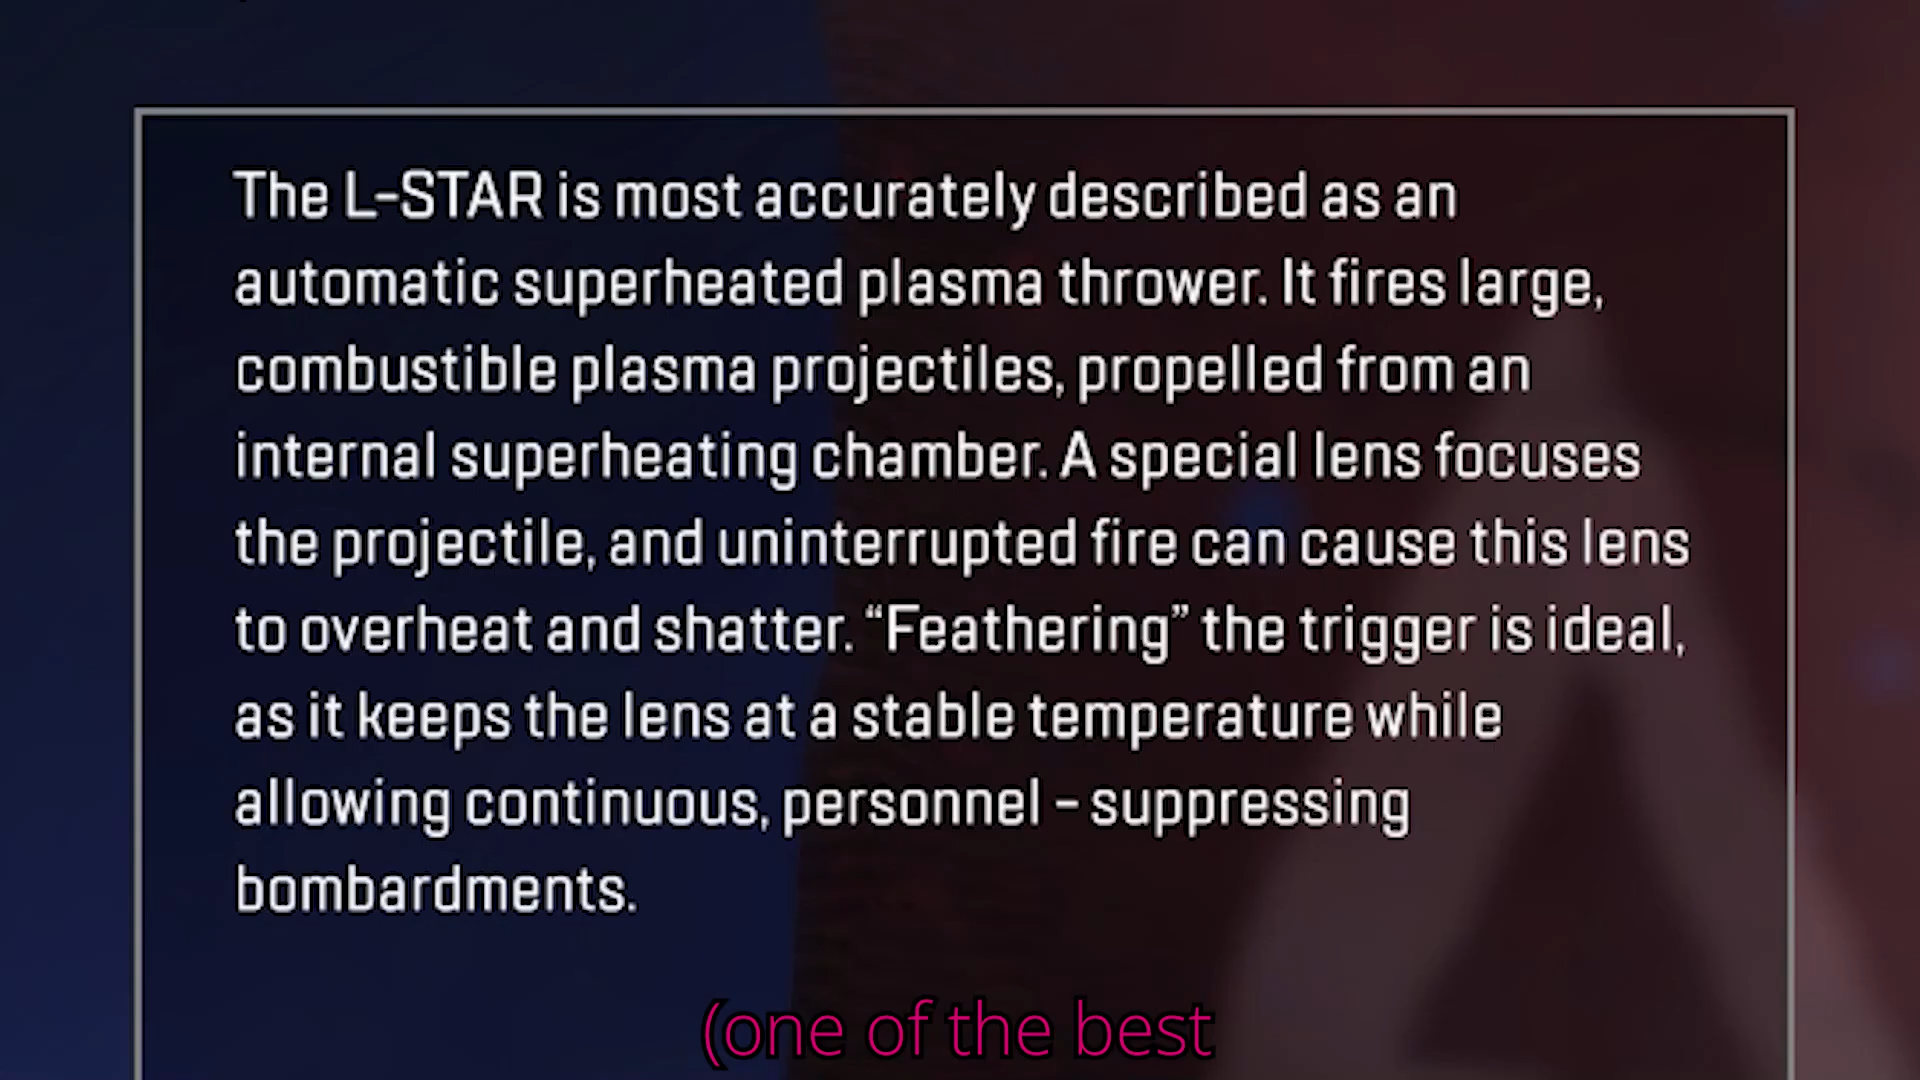 The L-STAR is most accurately described as an
automatic superheated plasma thrower. It fires large,
combustible plasma projectiles, propelled from an
internal superheating chamber. A special lens focuses
the projectile, and uninterrupted fire can cause this lens
to overheat and shatter. “Feathering” the trigger is ideal,
as it keeps the lens at a stable temperature while
allowing continuous, personnel - suppressing
bombardments.
(one of the best